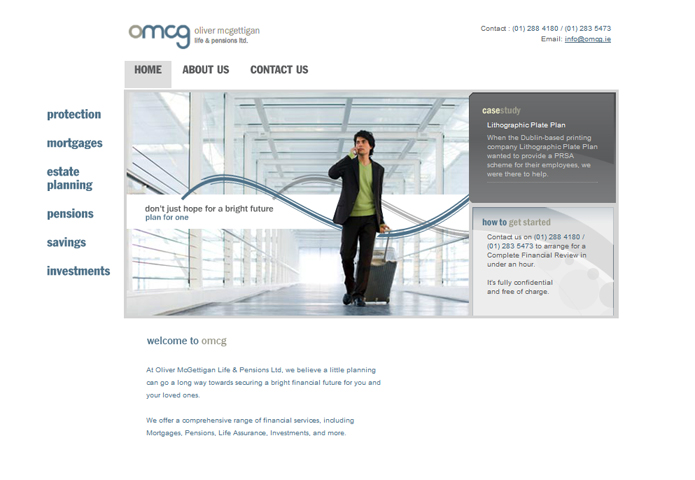 omcg oliver mcgettigan
life & pensions ltd.
Contact : (01) 288 4180 / (01) 283 5473
Email: info@omcg.ie
HOME ABOUT US CONTACT US
protection
mortgages
estate
planning
pensions
savings
investments
don't just hope for a bright future
plan for one
casestudy
Lithographic Plate Plan
When the Dublin-based printing
company Lithographic Plate Plan
wanted to provide a PRSA
scheme for their employees, we
were there to help.
how to get started
Contact us on (01) 288 4180 /
(01) 283 5473 to arrange for a
Complete Financial Review in
under an hour.
It's fully confidential
and free of charge.
welcome to omcg
At Oliver McGettigan Life & Pensions Ltd, we believe a little planning
can go a long way towards securing a bright financial future for you and
your loved ones.
We offer a comprehensive range of financial services, including
Mortgages, Pensions, Life Assurance, Investments, and more.